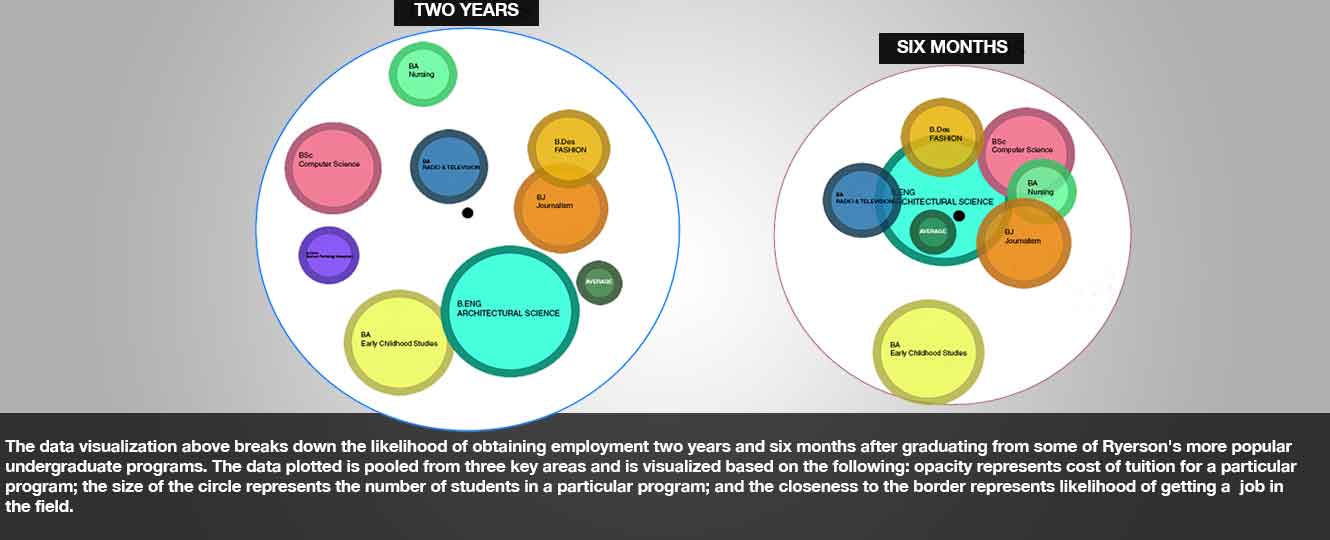 TWO YEARS
BA
Nursing
BSc
Computer Science
BA
RADIO & TELEVISION
B.Des
FASHION
BJ
Journalism
AVERAGE
B.ENG
ARCHITECTURAL SCIENCE
BA
Early Childhood Studies
SIX MONTHS
B.Des
FASHION
BSc
Computer Science
BA
Nursing
BA
RADIO & TELEVISION
ENG
CHITECTURAL SCIENCE
AVERAGE
BJ
Journalism
BA
Early Childhood Studies
The data visualization above breaks down the likelihood of obtaining employment two years and six months after graduating from some of Ryerson's more popular
undergraduate programs. The data plotted is pooled from three key areas and is visualized based on the following: opacity represents cost of tuition for a particular
program; the size of the circle represents the number of students in a particular program; and the closeness to the border represents likelihood of getting a job in
the field.